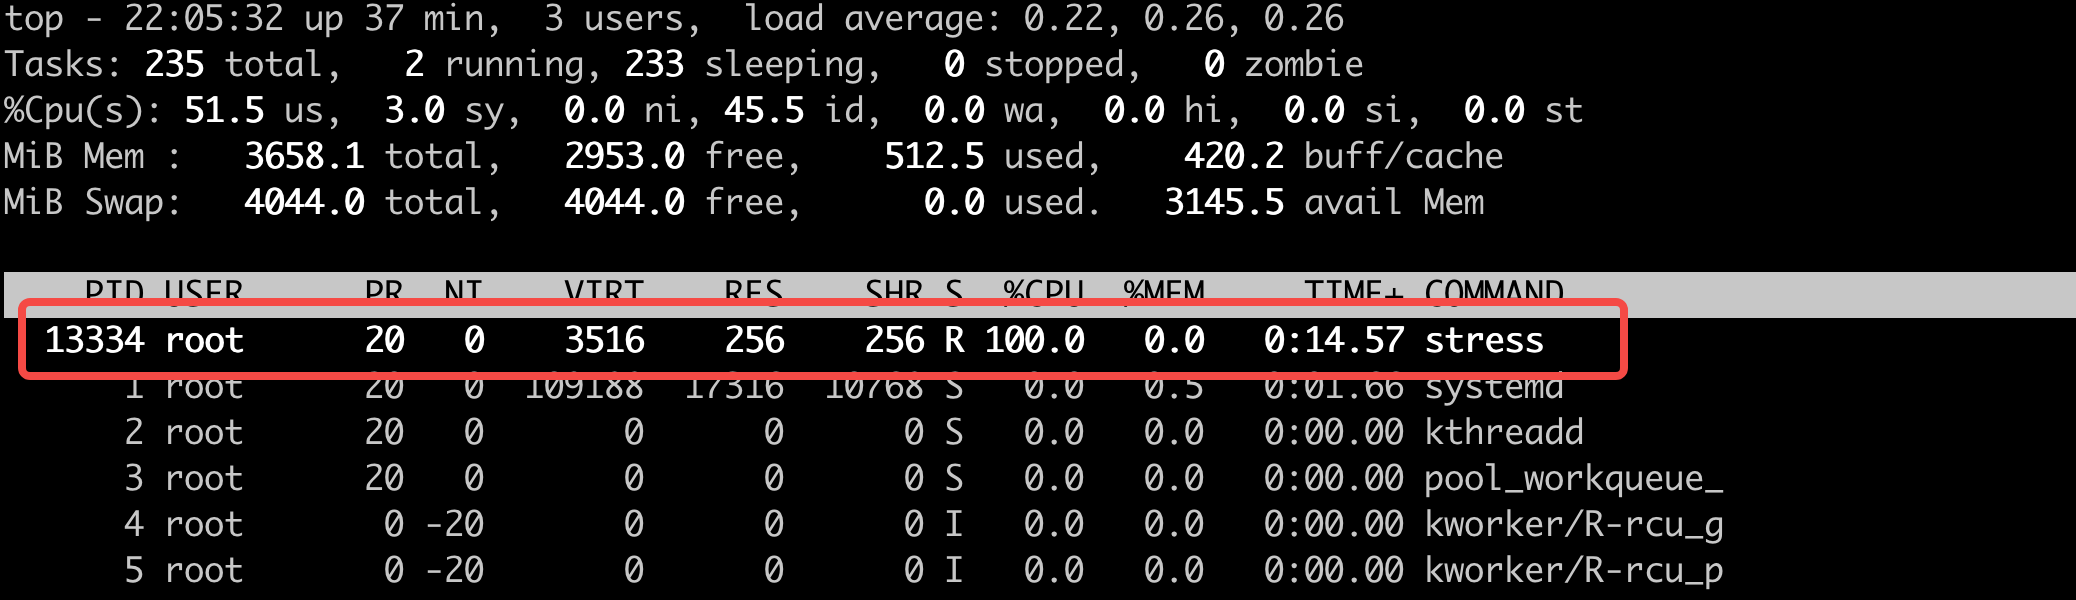 top - 22:05:32 up 37 min,  3 users,  load average: 0.22, 0.26, 0.26
Tasks: 235 total,   2 running, 233 sleeping,   0 stopped,   0 zombie
%Cpu(s): 51.5 us,  3.0 sy,  0.0 ni, 45.5 id,  0.0 wa,  0.0 hi,  0.0 si,  0.0 st
MiB Mem :   3658.1 total,   2953.0 free,    512.5 used,    420.2 buff/cache
MiB Swap:   4044.0 total,   4044.0 free,      0.0 used.   3145.5 avail Mem
PID USER      PR  NI    VIRT    RES    SHR S  %CPU  %MEM     TIME+ COMMAND
13334 root      20   0    3516    256    256 R 100.0   0.0   0:14.57 stress
1 root      20   0  109188  17316  10768 S   0.0   0.5   0:01.66 systemd
2 root      20   0       0      0      0 S   0.0   0.0   0:00.00 kthreadd
3 root      20   0       0      0      0 S   0.0   0.0   0:00.00 pool_workqueue_
4 root       0 -20       0      0      0 I   0.0   0.0   0:00.00 kworker/R-rcu_g
5 root       0 -20       0      0      0 I   0.0   0.0   0:00.00 kworker/R-rcu_p